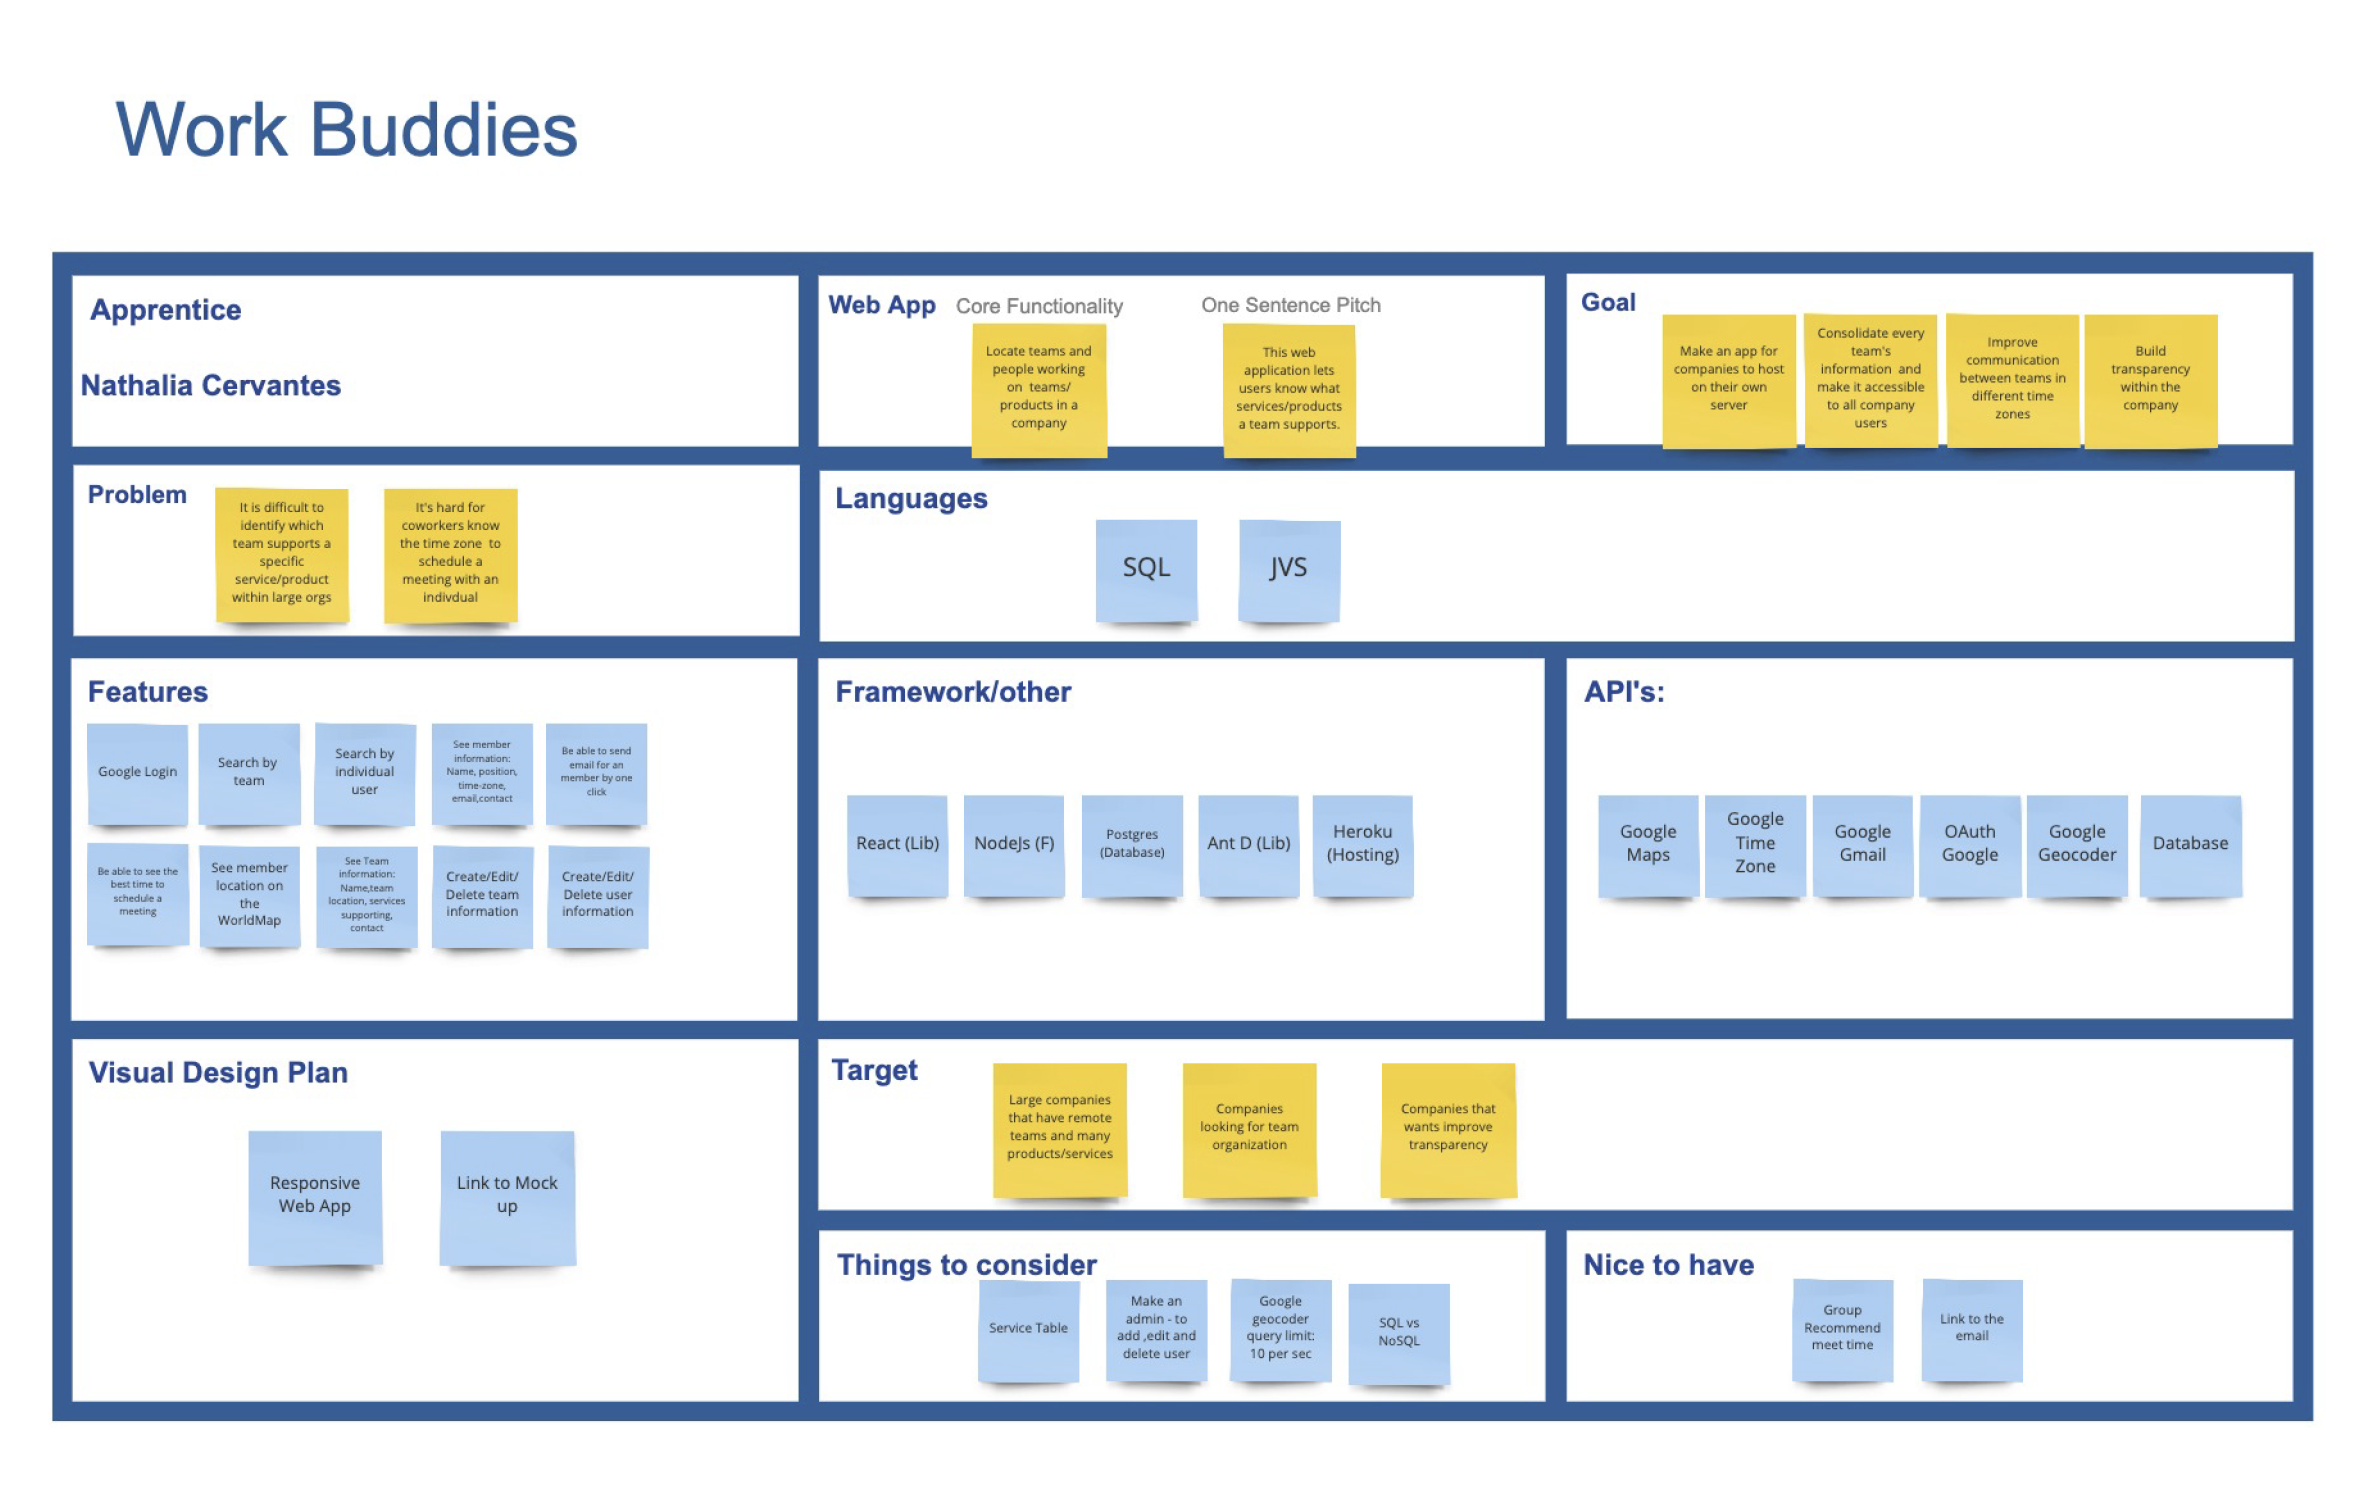 Work Buddies
Apprentice
Nathalia Cervantes
Web App
Core Functionality
Locate teams and
people working
on teams/
products in a
company
One Sentence Pitch
This web
application lets
users know what
services/products
a team supports.
Goal
Make an app for
companies to host
on their own
server
Consolidate every
team's
information and
make it accessible
to all company
users
Improve
communication
between teams in
different time
zones
Build
transparency
within the
company
Problem
It is difficult to
identify which
team supports a
specific
service/product
within large orgs
It's hard for
coworkers know
the time zone to
schedule a
meeting with an
indivdual
Languages
SQL
JVS
Features
Google Login
Search by
team
Search by
individual
user
See member
information:
Name, position,
time-zone,
email,contact
Be able to send
email for an
member by one
click
Be able to see the
best time to
schedule a
meeting
See member
location on
the
WorldMap
See Team
information:
Name,team
location, services
supporting,
contact
Create/Edit/
Delete team
information
Create/Edit/
Delete user
information
Framework/other
React (Lib)
NodeJs (F)
Postgres
(Database)
Ant D (Lib)
Heroku
(Hosting)
API's:
Google
Maps
Google
Time
Zone
Google
Gmail
OAuth
Google
Google
Geocoder
Database
Visual Design Plan
Responsive
Web App
Link to Mock
up
Target
Large companies
that have remote
teams and many
products/services
Companies
looking for team
organization
Companies that
wants improve
transparency
Things to consider
Service Table
Make an
admin - to
add ,edit and
delete user
Google
geocoder
query limit:
10 per sec
SQL vs
NoSQL
Nice to have
Group
Recommend
meet time
Link to the
email